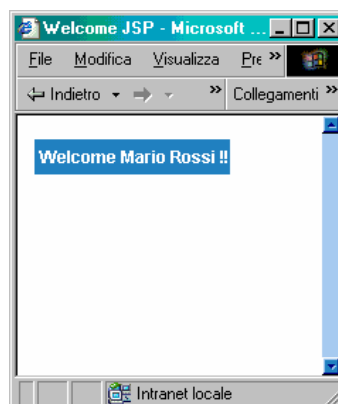 Welcome JSP - Microsoft ...
File Modifica Visualizza Pre »
Indietro » Collegamenti »
Welcome Mario Rossi !!
Intranet locale